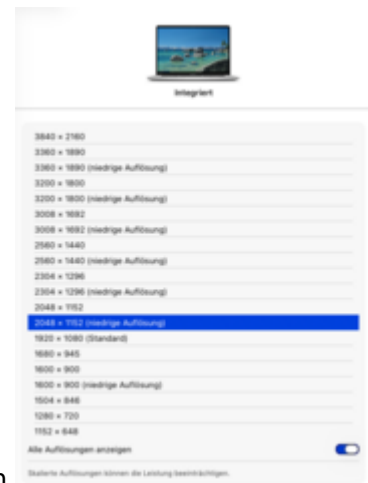 Integriert
3840 × 2160
3360 × 1890
3360 × 1890 (niedrige Auflösung)
3200 × 1800
3200 × 1800 (niedrige Auflösung)
3008 × 1692
3008 × 1692 (niedrige Auflösung)
2560 × 1440
2560 × 1440 (niedrige Auflösung)
2304 × 1296
2304 × 1296 (niedrige Auflösung)
2048 × 1152
2048 × 1152 (niedrige Auflösung)
1920 × 1080 (Standard)
1680 × 945
1600 × 900
1600 × 900 (niedrige Auflösung)
1504 × 846
1280 × 720
1152 × 648
Alle Auflösungen anzeigen
Skalierte Auflösungen können die Leistung beeinträchtigen.